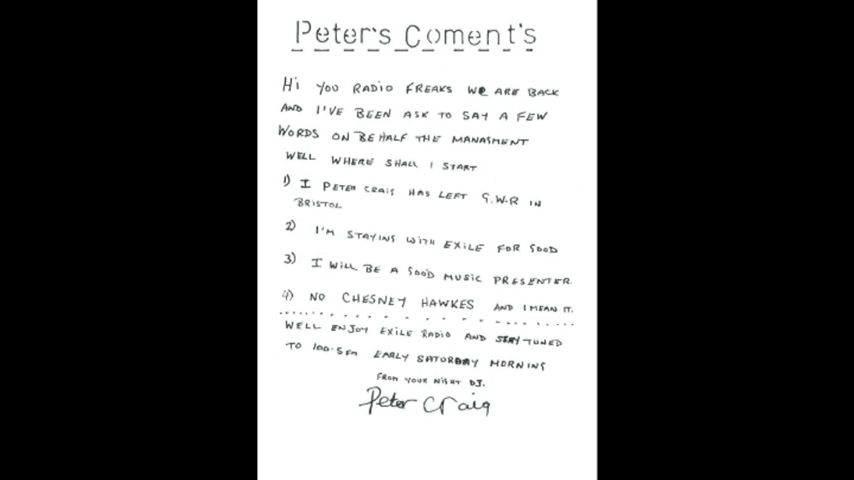 Peter's Coment's
Hi YOU RADIO FREAKS WE ARE BACK
AND I'VE BEEN ASK TO SAY A FEW
WORDS ON BEHALF THE MANASMENT
WELL WHERE SHALL I START
1) I PETER CRAIG HAS LEFT G.W.R IN
BRISTOL
2) I'M STAYING WITH EXILE FOR GOOD
3) I WILL BE A GOOD MUSIC PRESENTER.
4) NO CHESNEY HAWKES AND I MEAN IT.
WELL ENJOY EXILE RADIO AND STAY TUNED
TO 100.5FM EARLY SATURDAY MORNING
FROM YOUR NIGHT DJ.
Peter Craig